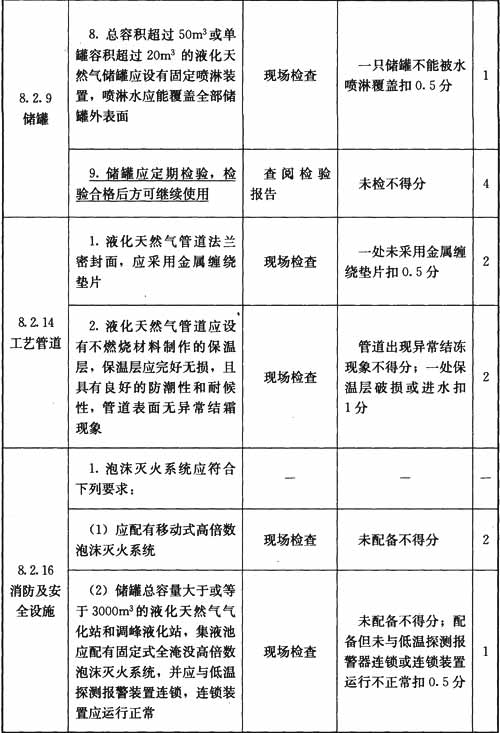 8.2.9
储罐
8. 总容积超过 50m³或单
罐容积超过 20m³ 的液化天
然气储罐应设有固定喷淋装
置，喷淋水应能覆盖全部储
罐外表面
现场检查
一只储罐不能被水
喷淋覆盖扣 0.5 分
1
9. 储罐应定期检验，检
验合格后方可继续使用
查阅检验
报告
未检不得分
4
8.2.14
工艺管道
1. 液化天然气管道法兰
密封面，应采用金属缠绕
垫片
现场检查
一处未采用金属缠
绕垫片扣 0.5 分
2
2. 液化天然气管道应设
有不燃烧材料制作的保温
层，保温层应完好无损，且
具有良好的防潮性和耐候
性，管道表面无异常结霜
现象
现场检查
管道出现异常结冻
现象不得分；一处保
温层破损或进水扣
1 分
2
8.2.16
消防及安
全设施
1. 泡沫灭火系统应符合
下列要求：
—
—
—
（1）应配有移动式高倍数
泡沫灭火系统
现场检查
未配备不得分
2
（2）储罐总容量大于或等
于 3000m³的液化天然气气
化站和调峰液化站，集液池
应配有固定式全淹没高倍数
泡沫灭火系统，并应与低温
探测报警装置连锁，连锁装
置应运行正常
现场检查
未配备不得分；配
备但未与低温探测报
警器连锁或连锁装置
运行不正常扣 0.5 分
1